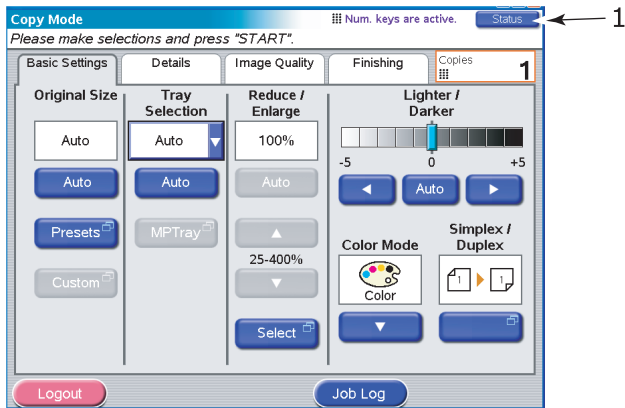 Copy Mode
Num. keys are active.
Status
1
Please make selections and press "START".
Basic Settings
Details
Image Quality
Finishing
Copies
1
Original Size
Auto
Auto
Presets
Custom
Tray
Selection
Auto
Auto
MPTray
Reduce /
Enlarge
100%
Auto
25-400%
Select
Lighter /
Darker
-5 0 +5
Auto
Color Mode
Color
Simplex /
Duplex
1 1
Logout
Job Log